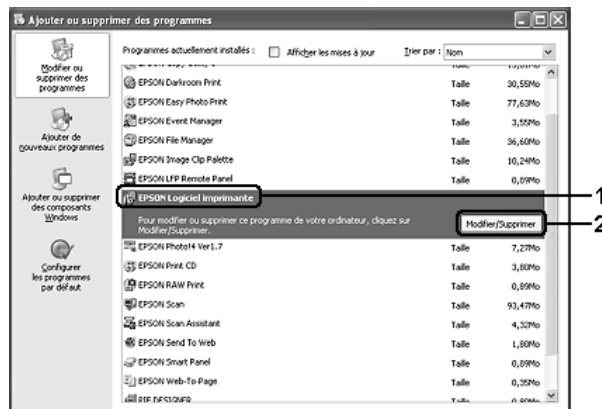 Ajouter ou supprimer des programmes
Modifier ou
supprimer des
programmes
Ajouter de
nouveaux programmes
Ajouter ou supprimer
des composants
Windows
Configurer
les programmes
par défaut
Programmes actuellement installés :
Afficher les mises à jour
Trier par : Nom
EPSON Darkroom Print Taille 30,55Mo
EPSON Easy Photo Print Taille 77,63Mo
EPSON Event Manager Taille 3,55Mo
EPSON File Manager Taille 36,60Mo
EPSON Image Clip Palette Taille 10,24Mo
EPSON LFP Remote Panel Taille 0,89Mo
EPSON Logiciel imprimante
1
Pour modifier ou supprimer ce programme de votre ordinateur, cliquez sur
Modifier/Supprimer.
Modifier/Supprimer
2
EPSON Photo!4 Ver1.7 Taille 7,27Mo
EPSON Print CD Taille 3,80Mo
EPSON RAW Print Taille 0,89Mo
EPSON Scan Taille 93,47Mo
EPSON Scan Assistant Taille 4,32Mo
EPSON Send To Web Taille 1,80Mo
EPSON Smart Panel Taille 0,89Mo
EPSON Web-To-Page Taille 0,35Mo
PIF DESIGNER Taille